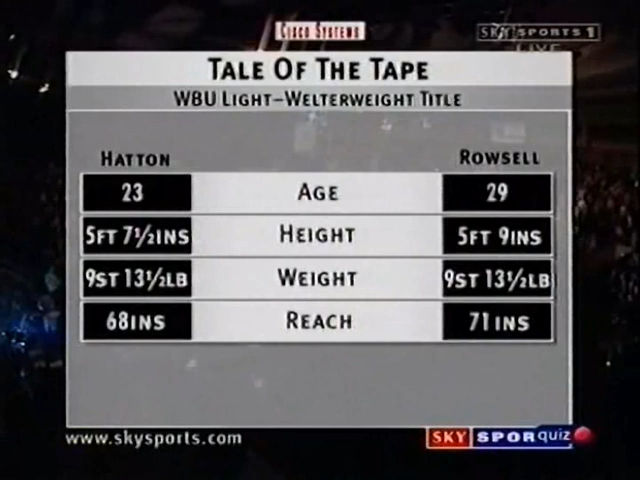 Cisco Systems
SKY SPORTS 1
LIVE
TALE OF THE TAPE
WBU LIGHT-WELTERWEIGHT TITLE
HATTON ROWSELL
23 AGE 29
5FT 7½INS HEIGHT 5FT 9INS
9ST 13½LB WEIGHT 9ST 13½LB
68INS REACH 71INS
www.skysports.com
SKY SPOR quiz